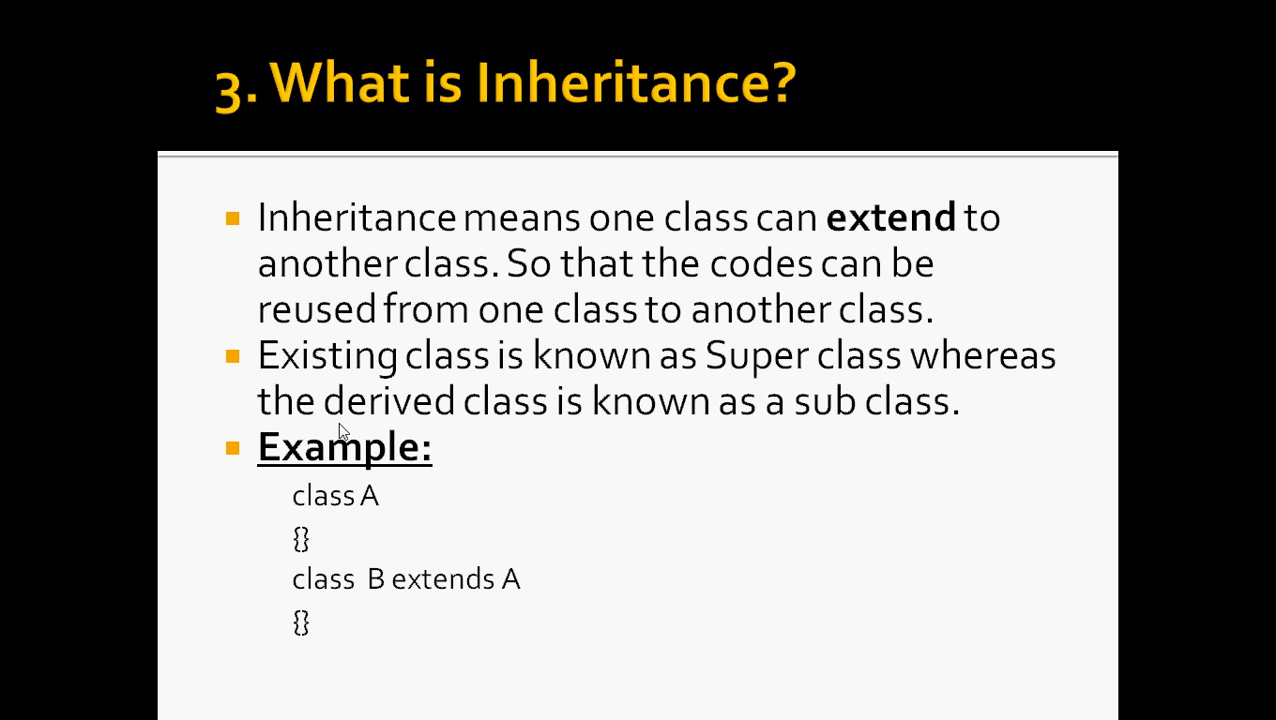 3. What is Inheritance?
Inheritance means one class can extend to
another class. So that the codes can be
reused from one class to another class.
Existing class is known as Super class whereas
the derived class is known as a sub class.
Example:
class A
{}
class B extends A
{}